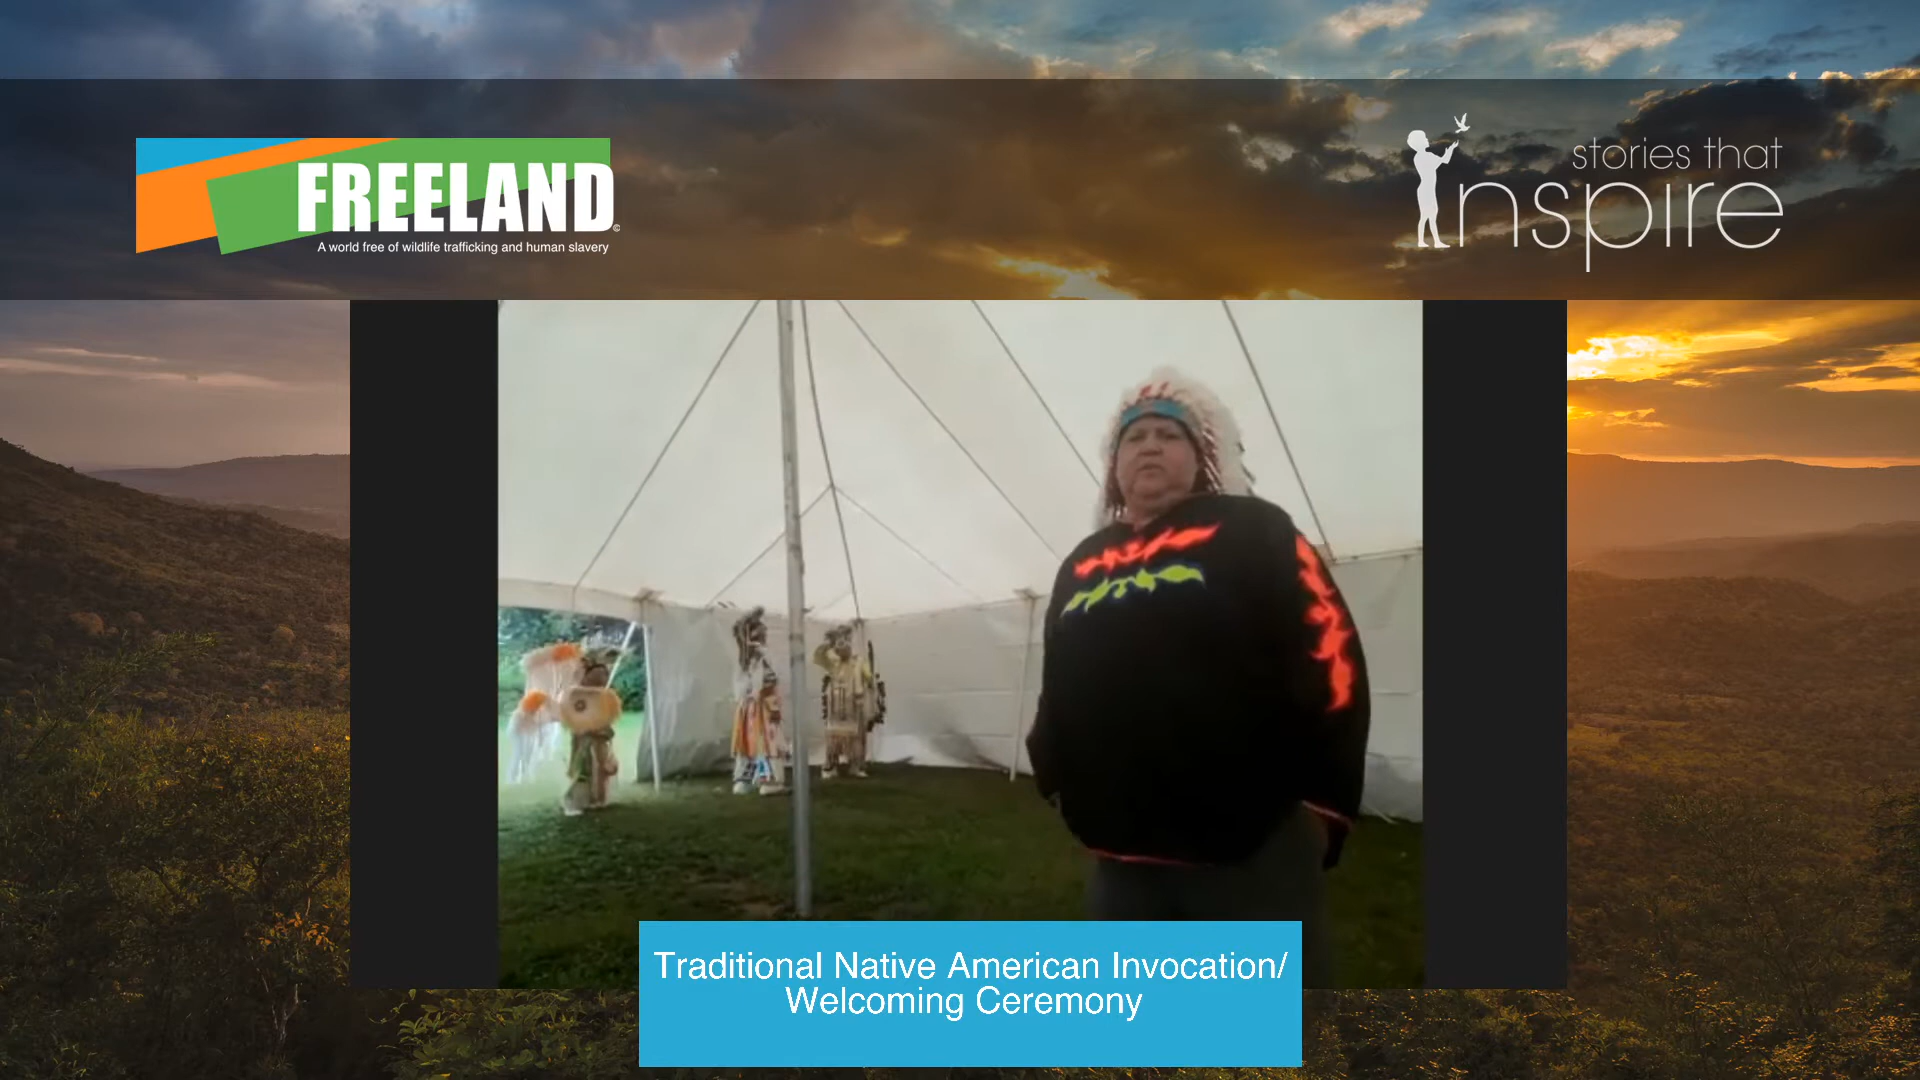 FREELAND
©
A world free of wildlife trafficking and human slavery
stories that
inspire
Traditional Native American Invocation/
Welcoming Ceremony